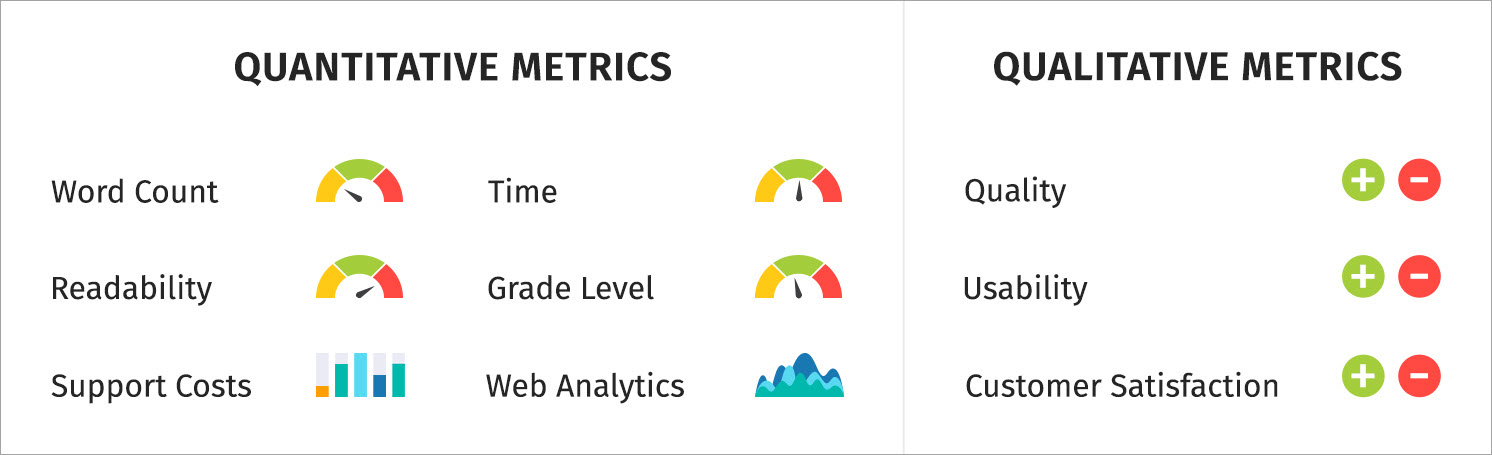 QUANTITATIVE METRICS
Word Count
Time
Readability
Grade Level
Support Costs
Web Analytics
QUALITATIVE METRICS
Quality
Usability
Customer Satisfaction